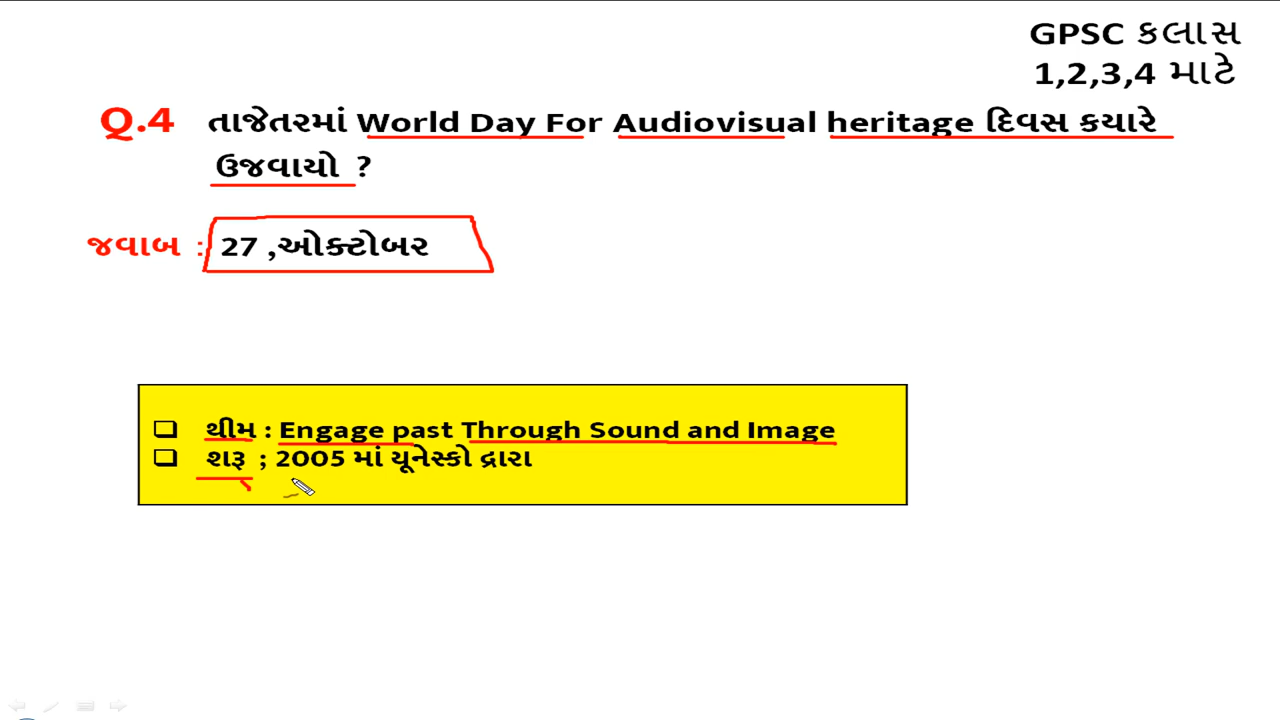 GPSC કલાસ
1,2,3,4 માટે
Q.4 તાજેતરમાં World Day For Audiovisual heritage દિવસ કયારે
ઉજવાયો ?
જવાબ : 27 ,ઓક્ટોબર
થીમ : Engage past Through Sound and Image
શરૂ ; 2005 માં યૂનેસ્કો દ્રારા